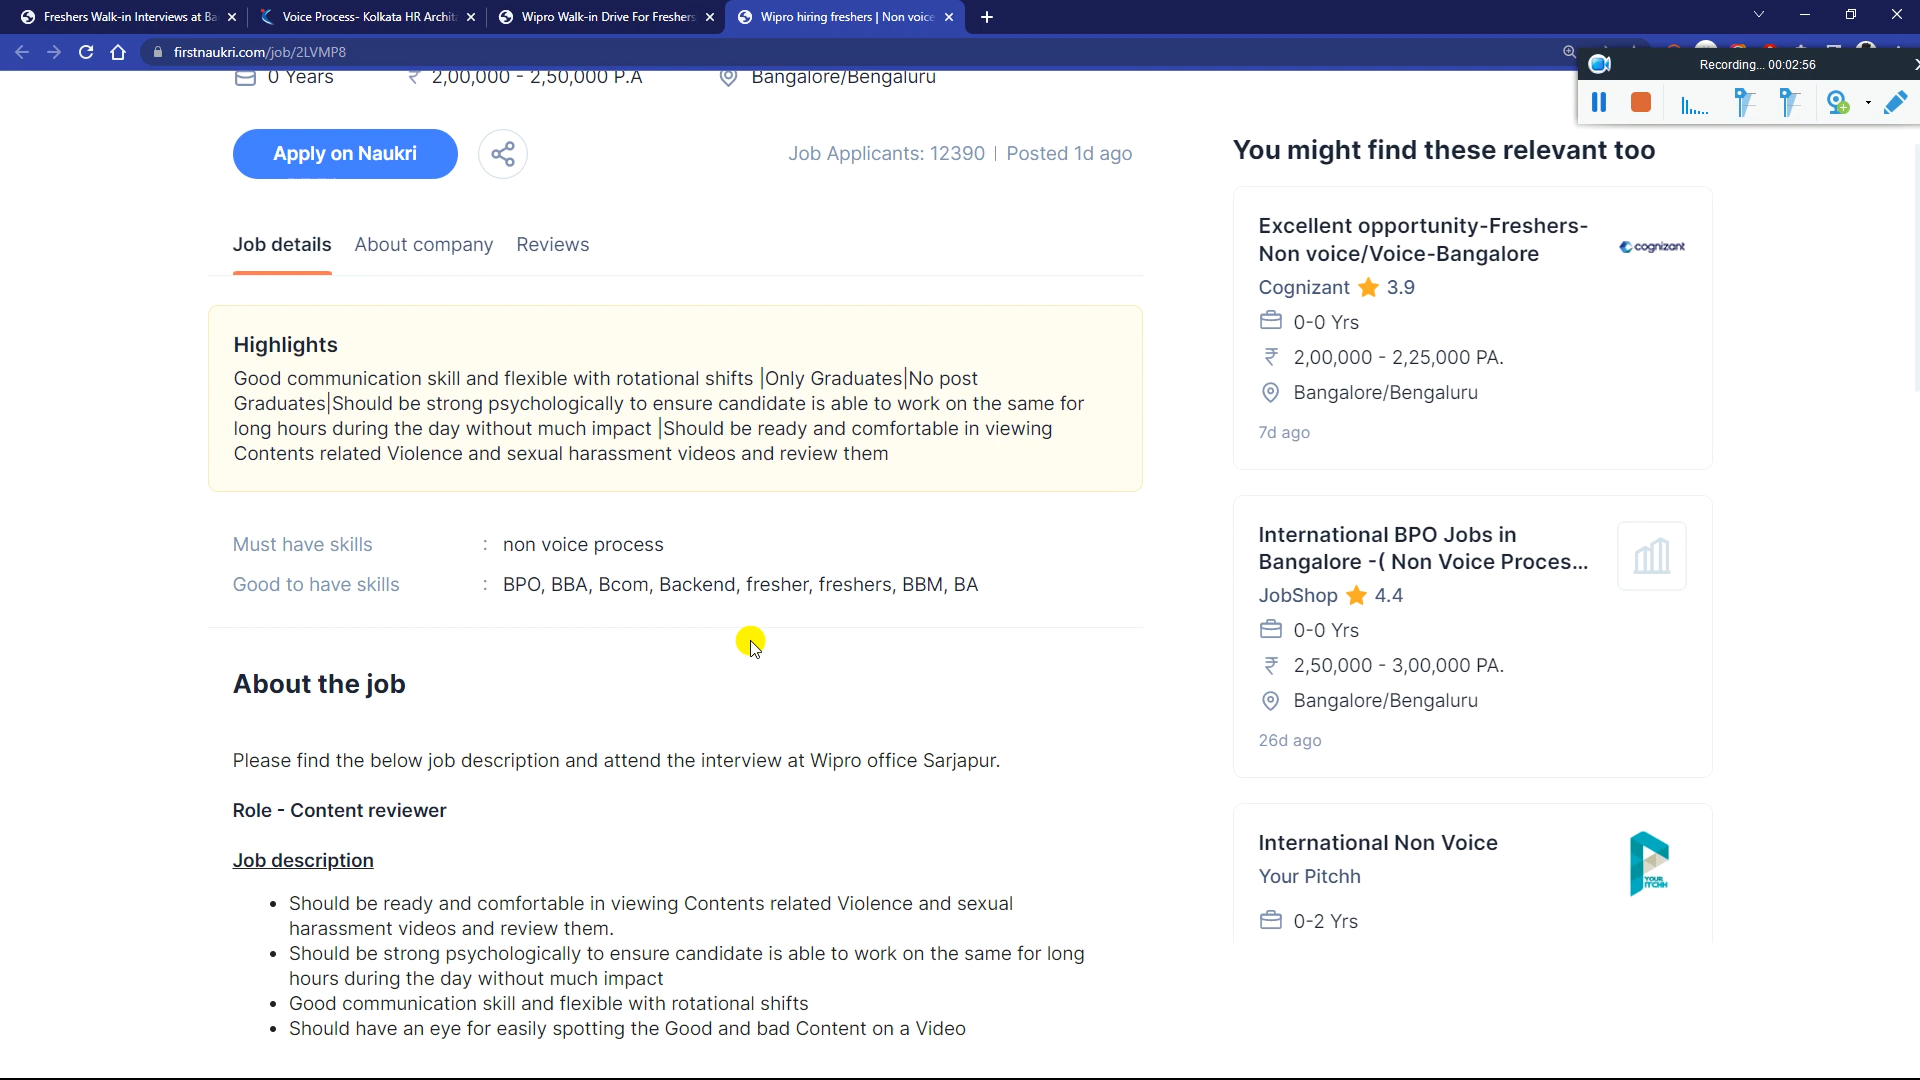 Freshers Walk-in Interviews at Ba
Voice Process- Kolkata HR Archit
Wipro Walk-in Drive For Freshers
Wipro hiring freshers | Non voice
firstnaukri.com/job/2LVMP8
Recording... 00:02:56
0 Years
₹ 2,00,000 - 2,50,000 P.A
Bangalore/Bengaluru
Apply on Naukri
Job Applicants: 12390 | Posted 1d ago
Job details
About company
Reviews
Highlights
Good communication skill and flexible with rotational shifts |Only Graduates|No post
Graduates|Should be strong psychologically to ensure candidate is able to work on the same for
long hours during the day without much impact |Should be ready and comfortable in viewing
Contents related Violence and sexual harassment videos and review them
Must have skills : non voice process
Good to have skills : BPO, BBA, Bcom, Backend, fresher, freshers, BBM, BA
About the job
Please find the below job description and attend the interview at Wipro office Sarjapur.
Role - Content reviewer
Job description
• Should be ready and comfortable in viewing Contents related Violence and sexual
harassment videos and review them.
• Should be strong psychologically to ensure candidate is able to work on the same for long
hours during the day without much impact
• Good communication skill and flexible with rotational shifts
• Should have an eye for easily spotting the Good and bad Content on a Video
You might find these relevant too
Excellent opportunity-Freshers-
Non voice/Voice-Bangalore
cognizant
Cognizant 3.9
0-0 Yrs
₹ 2,00,000 - 2,25,000 PA.
Bangalore/Bengaluru
7d ago
International BPO Jobs in
Bangalore -( Non Voice Proces...
JobShop 4.4
0-0 Yrs
₹ 2,50,000 - 3,00,000 PA.
Bangalore/Bengaluru
26d ago
International Non Voice
Your Pitchh
YOUR
PITCHH
0-2 Yrs